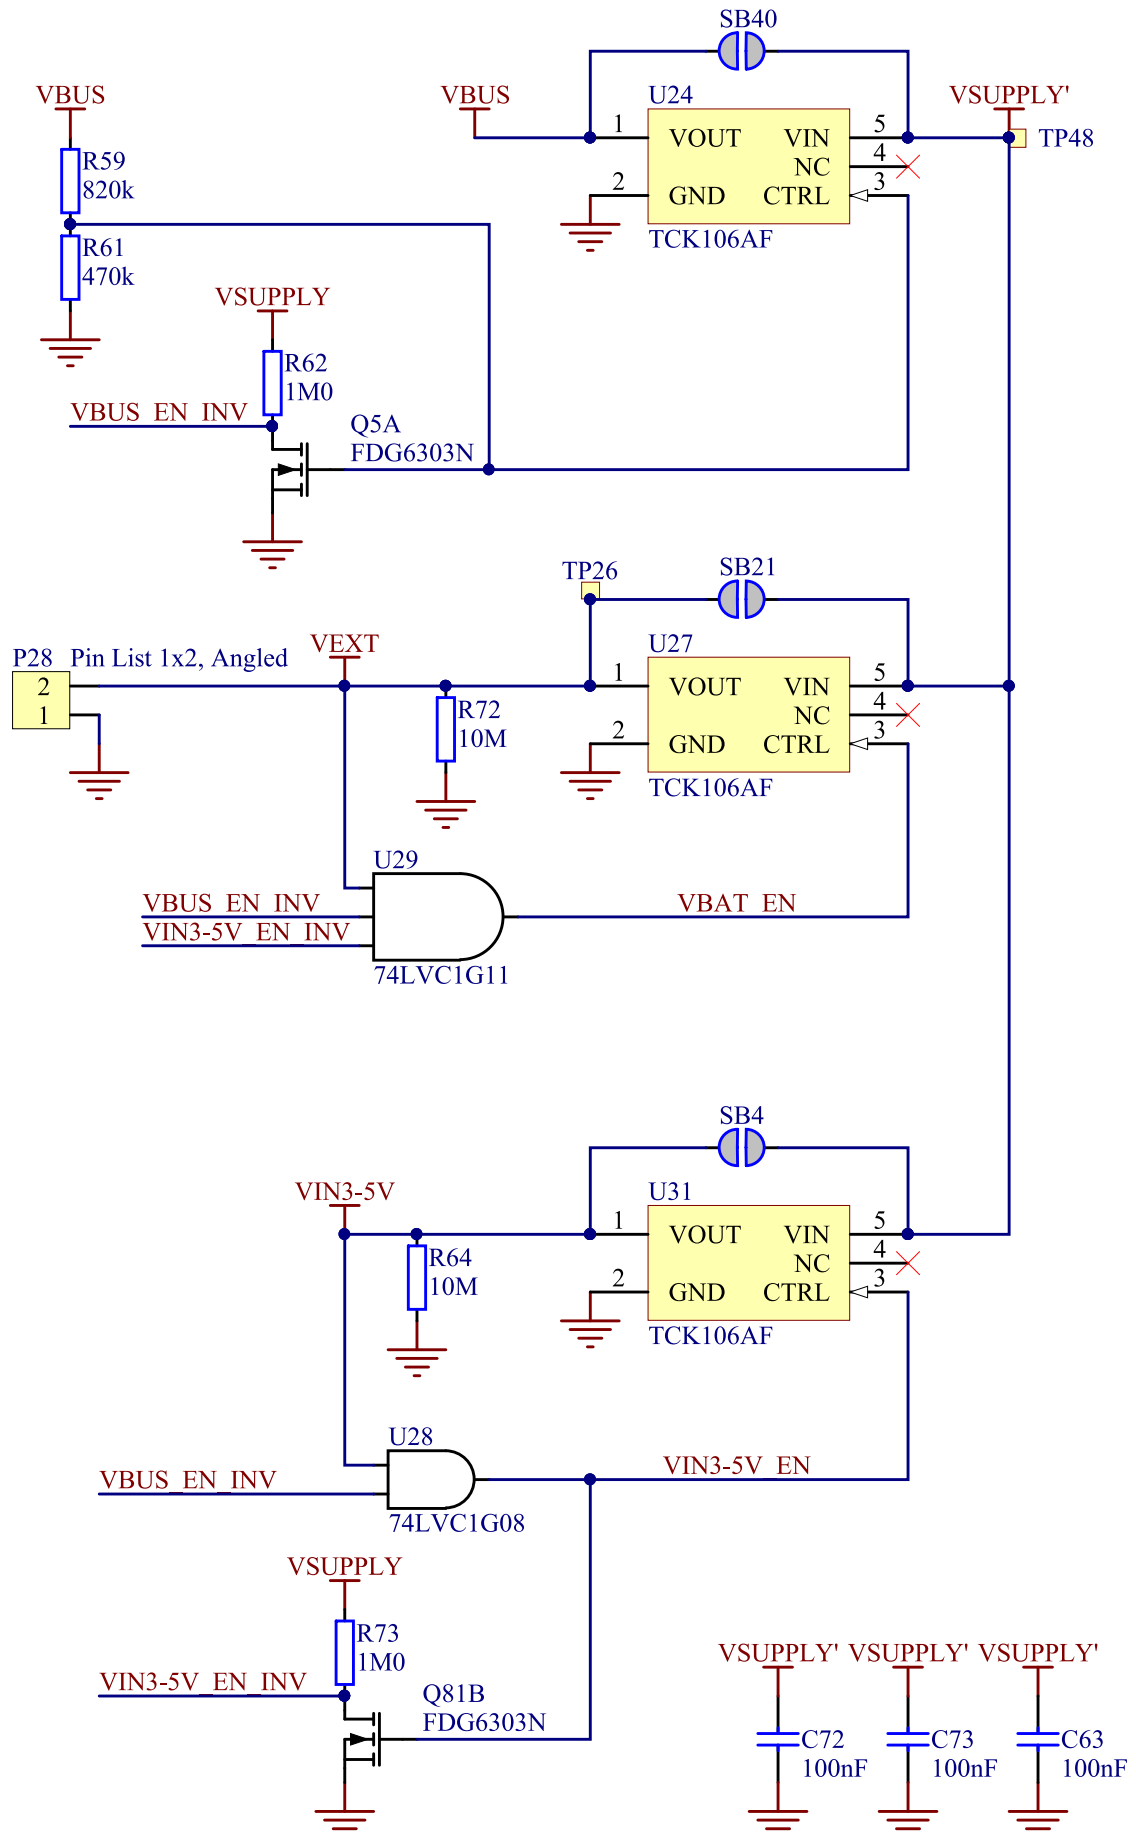 SB40
VBUS
VBUS
U24
VSUPPLY'
1
VOUT
VIN
5
TP48
NC
4
2
GND
CTRL
3
TCK106AF
R59
820k
R61
470k
VSUPPLY
R62
1M0
VBUS_EN_INV
Q5A
FDG6303N
TP26
SB21
P28
Pin List 1x2, Angled
VEXT
U27
2
1
1
VOUT
VIN
5
R72
10M
NC
4
2
GND
CTRL
3
TCK106AF
U29
VBUS_EN_INV
VIN3-5V_EN_INV
VBAT_EN
74LVC1G11
SB4
VIN3-5V
U31
1
VOUT
VIN
5
R64
10M
NC
4
2
GND
CTRL
3
TCK106AF
U28
VBUS_EN_INV
VIN3-5V_EN
74LVC1G08
VSUPPLY
R73
1M0
VIN3-5V_EN_INV
Q81B
FDG6303N
VSUPPLY'
VSUPPLY'
VSUPPLY'
C72
100nF
C73
100nF
C63
100nF